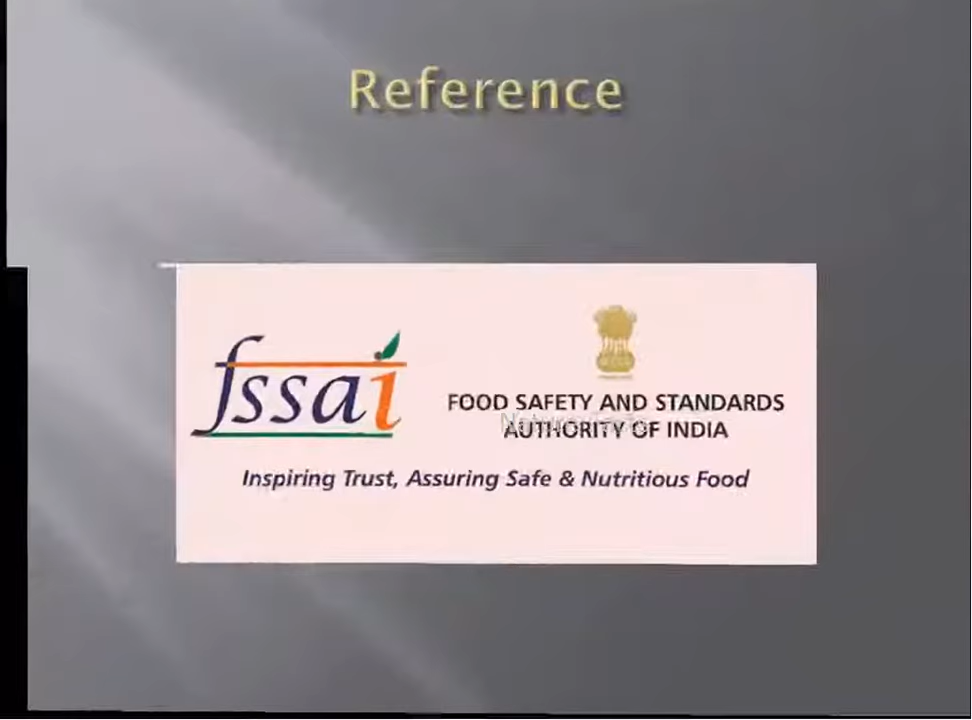 Reference
fssai
FOOD SAFETY AND STANDARDS
AUTHORITY OF INDIA
Inspiring Trust, Assuring Safe & Nutritious Food